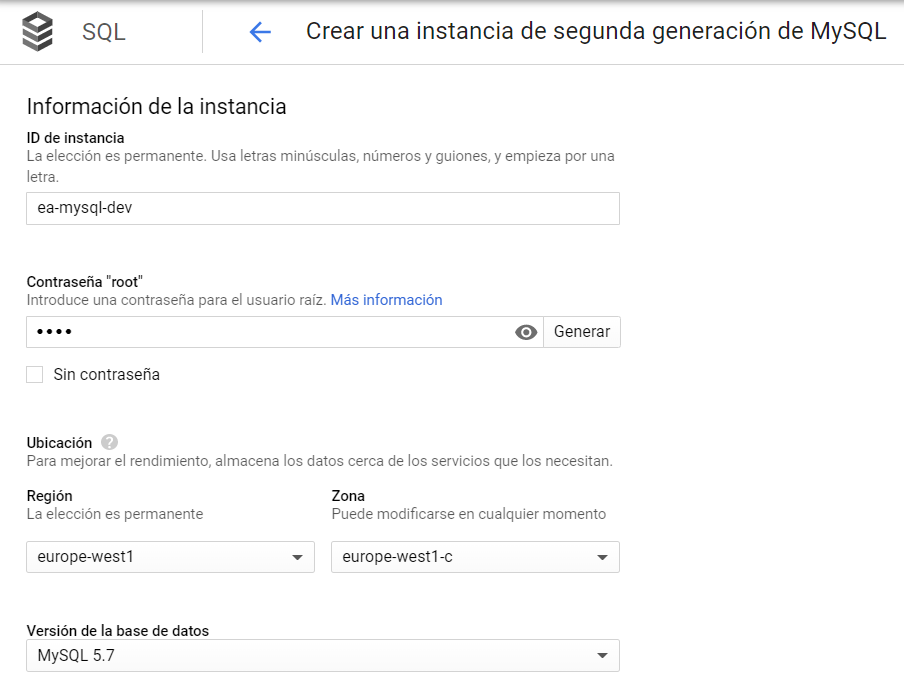 SQL
Crear una instancia de segunda generación de MySQL
Información de la instancia
ID de instancia
La elección es permanente. Usa letras minúsculas, números y guiones, y empieza por una
letra.
ea-mysql-dev
Contraseña "root"
Introduce una contraseña para el usuario raíz. Más información
••••
Generar
Sin contraseña
Ubicación ?
Para mejorar el rendimiento, almacena los datos cerca de los servicios que los necesitan.
Región
La elección es permanente
Zona
Puede modificarse en cualquier momento
europe-west1
europe-west1-c
Versión de la base de datos
MySQL 5.7